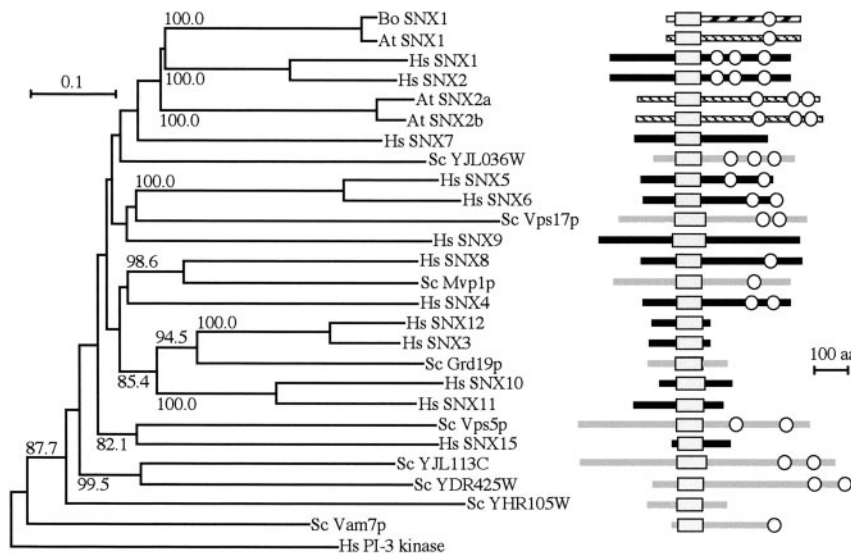 100.0
Bo SNX1
At SNX1
Hs SNX1
0.1
100.0
Hs SNX2
At SNX2a
100.0
At SNX2b
Hs SNX7
Sc YJL036W
100.0
Hs SNX5
Hs SNX6
Sc Vps17p
Hs SNX9
98.6
Hs SNX8
Sc Mvp1p
Hs SNX4
100.0
Hs SNX12
94.5
Hs SNX3
100 aa
Sc Grd19p
85.4
Hs SNX10
100.0
Hs SNX11
Sc Vps5p
87.7
82.1
Hs SNX15
Sc YJL113C
99.5
Sc YDR425W
Sc YHR105W
Sc Vam7p
Hs PI-3 kinase